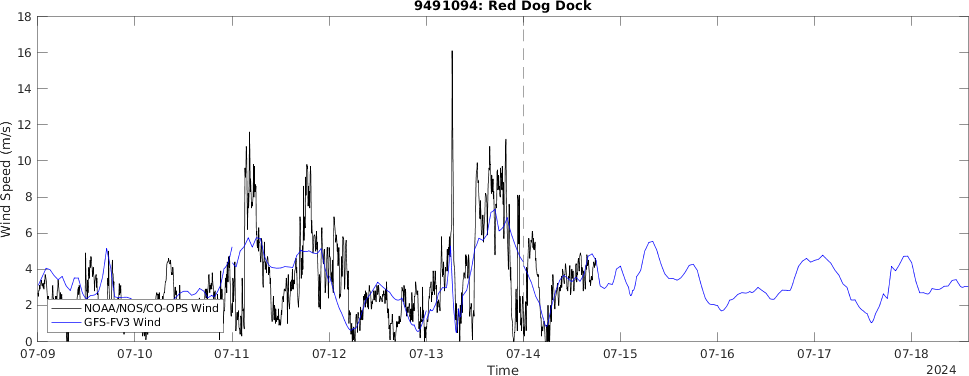 9491094: Red Dog Dock
Wind Speed (m/s)
18
16
14
12
10
8
6
4
2
0
NOAA/NOS/CO-OPS Wind
GFS-FV3 Wind
07-09 07-10 07-11 07-12 07-13 07-14 07-15 07-16 07-17 07-18
Time
2024